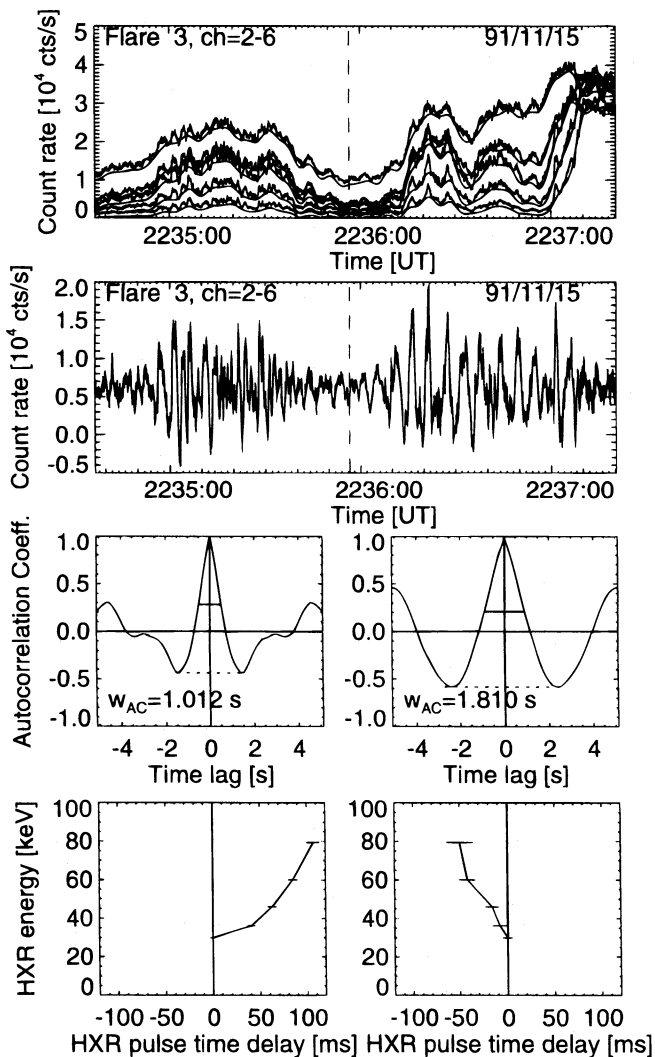 Flare 3, ch=2-6
91/11/15
Count rate [10⁴ cts/s]
5
4
3
2
1
0
2235:00
2236:00
2237:00
Time [UT]
Flare 3, ch=2-6
91/11/15
Count rate [10⁴ cts/s]
2.0
1.5
1.0
0.5
0.0
-0.5
2235:00
2236:00
2237:00
Time [UT]
Autocorrelation Coeff.
1.0
0.5
0.0
-0.5
-1.0
w_AC=1.012 s
-4 -2 0 2 4
Time lag [s]
1.0
0.5
0.0
-0.5
-1.0
w_AC=1.810 s
-4 -2 0 2 4
Time lag [s]
HXR energy [keV]
100
80
60
40
20
0
-100 -50 0 50 100
HXR pulse time delay [ms]
100
80
60
40
20
0
-100 -50 0 50 100
HXR pulse time delay [ms]